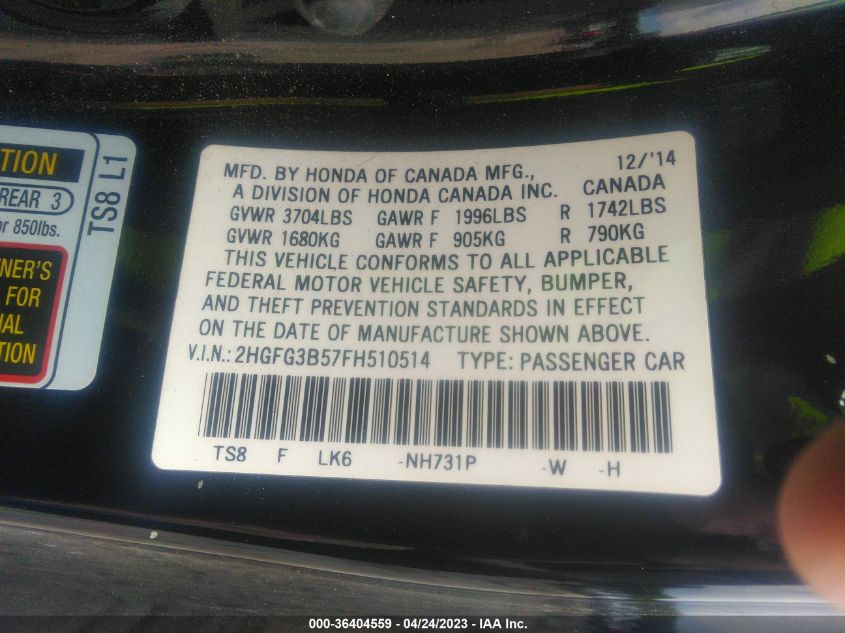 TION
REAR 3
or 850lbs.
TS8 L1
NER'S
FOR
TION
MFD. BY HONDA OF CANADA MFG., 12/'14
A DIVISION OF HONDA CANADA INC. CANADA
GVWR 3704LBS GAWR F 1996LBS R 1742LBS
GVWR 1680KG GAWR F 905KG R 790KG
THIS VEHICLE CONFORMS TO ALL APPLICABLE
FEDERAL MOTOR VEHICLE SAFETY, BUMPER,
AND THEFT PREVENTION STANDARDS IN EFFECT
ON THE DATE OF MANUFACTURE SHOWN ABOVE.
V.I.N.: 2HGFG3B57FH510514 TYPE: PASSENGER CAR
TS8 F LK6 -NH731P -W -H
000-36404559 - 04/24/2023 - IAA Inc.